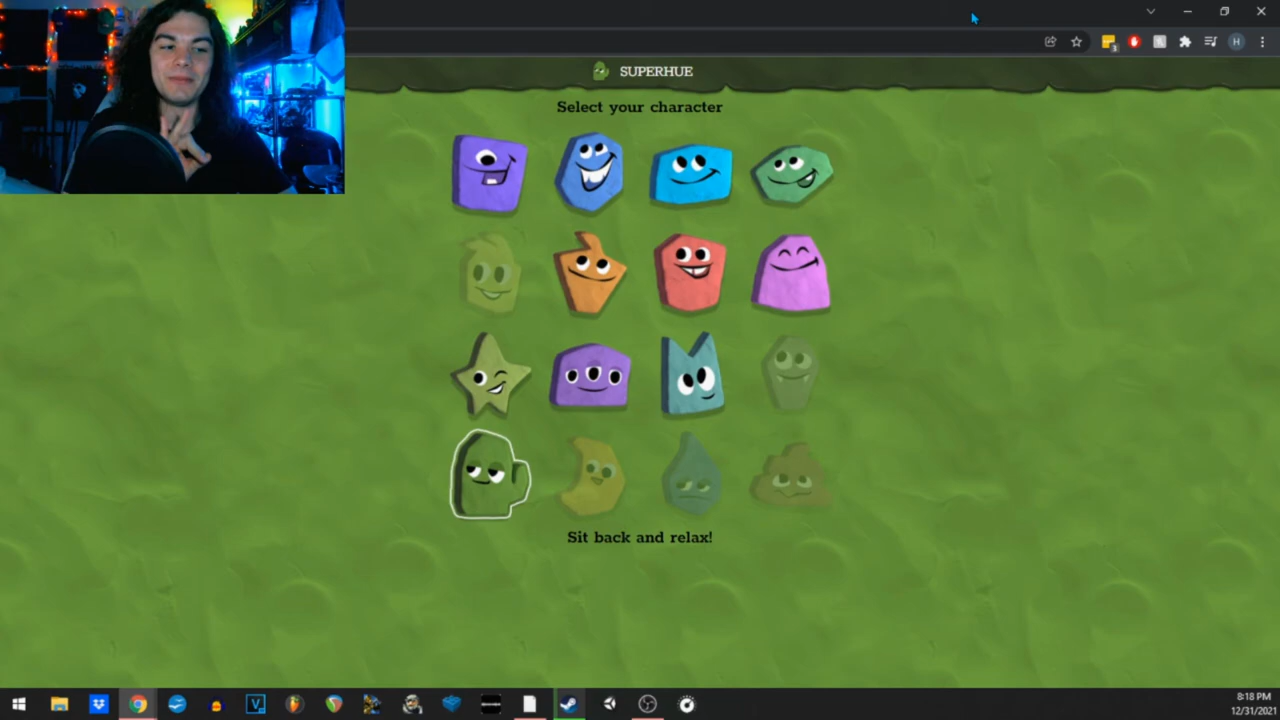 SUPERHUE
Select your character
Sit back and relax!
8:18 PM
12/31/2021